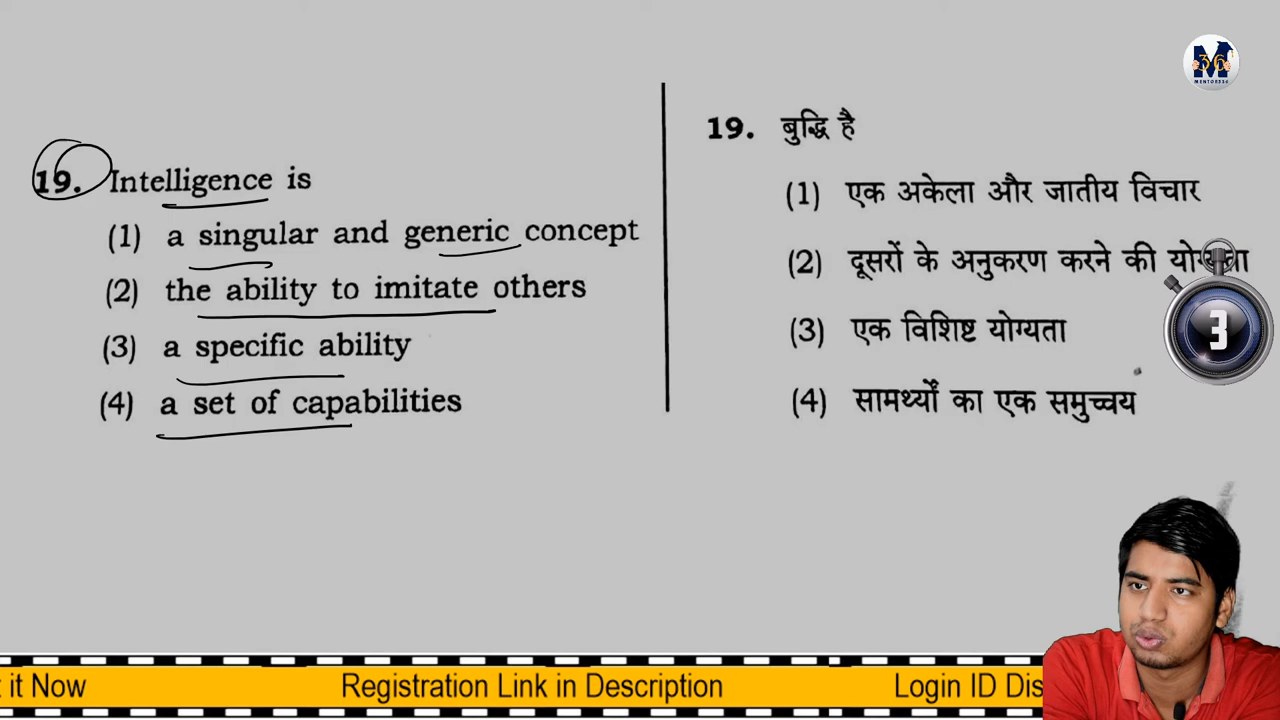 M
36
MENTORS36
19. Intelligence is
(1) a singular and generic concept
(2) the ability to imitate others
(3) a specific ability
(4) a set of capabilities
19. बुद्धि है
(1) एक अकेला और जातीय विचार
(2) दूसरों के अनुकरण करने की
(3) एक विशिष्ट योग्यता
(4) सामर्थ्यों का एक समुच्चय
3
it Now
Registration Link in Description
Login ID Dis